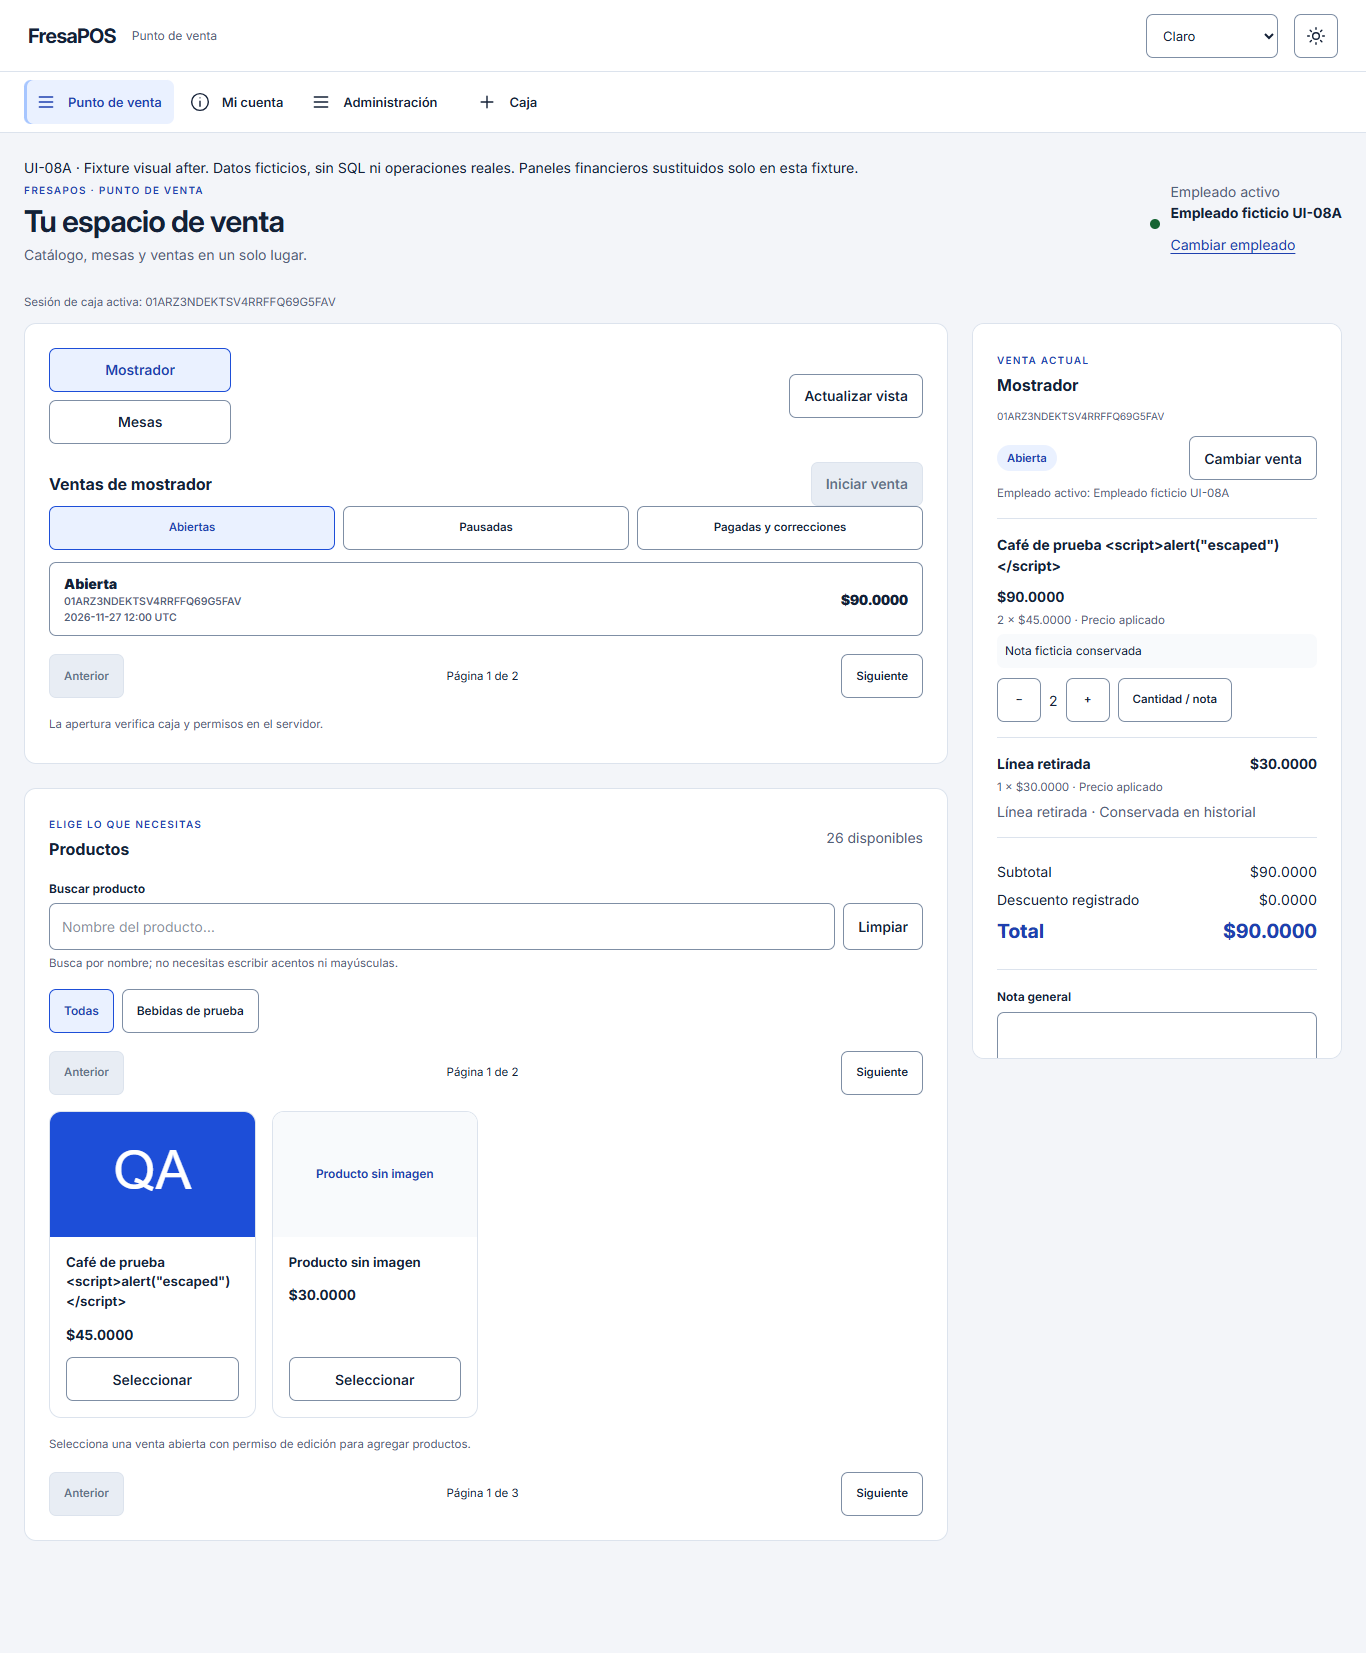 FresaPOS Punto de venta
Claro
Punto de venta Mi cuenta Administración Caja
UI-08A · Fixture visual after. Datos ficticios, sin SQL ni operaciones reales. Paneles financieros sustituidos solo en esta fixture.
FRESAPOS · PUNTO DE VENTA
Tu espacio de venta
Catálogo, mesas y ventas en un solo lugar.
Empleado activo
Empleado ficticio UI-08A
Cambiar empleado
Sesión de caja activa: 01ARZ3NDEKTSV4RRFFQ69G5FAV
Mostrador
Mesas
Actualizar vista
Ventas de mostrador
Iniciar venta
Abiertas Pausadas Pagadas y correcciones
Abierta
01ARZ3NDEKTSV4RRFFQ69G5FAV
2026-11-27 12:00 UTC
$90.0000
Anterior Página 1 de 2 Siguiente
La apertura verifica caja y permisos en el servidor.
ELIGE LO QUE NECESITAS
Productos
26 disponibles
Buscar producto
Nombre del producto...
Limpiar
Busca por nombre; no necesitas escribir acentos ni mayúsculas.
Todas Bebidas de prueba
Anterior Página 1 de 2 Siguiente
QA
Café de prueba
<script>alert("escaped")
</script>
$45.0000
Seleccionar
Producto sin imagen
Producto sin imagen
$30.0000
Seleccionar
Selecciona una venta abierta con permiso de edición para agregar productos.
Anterior Página 1 de 3 Siguiente
VENTA ACTUAL
Mostrador
01ARZ3NDEKTSV4RRFFQ69G5FAV
Abierta
Cambiar venta
Empleado activo: Empleado ficticio UI-08A
Café de prueba <script>alert("escaped")
</script>
$90.0000
2 × $45.0000 · Precio aplicado
Nota ficticia conservada
− 2 + Cantidad / nota
Línea retirada $30.0000
1 × $30.0000 · Precio aplicado
Línea retirada · Conservada en historial
Subtotal $90.0000
Descuento registrado $0.0000
Total $90.0000
Nota general